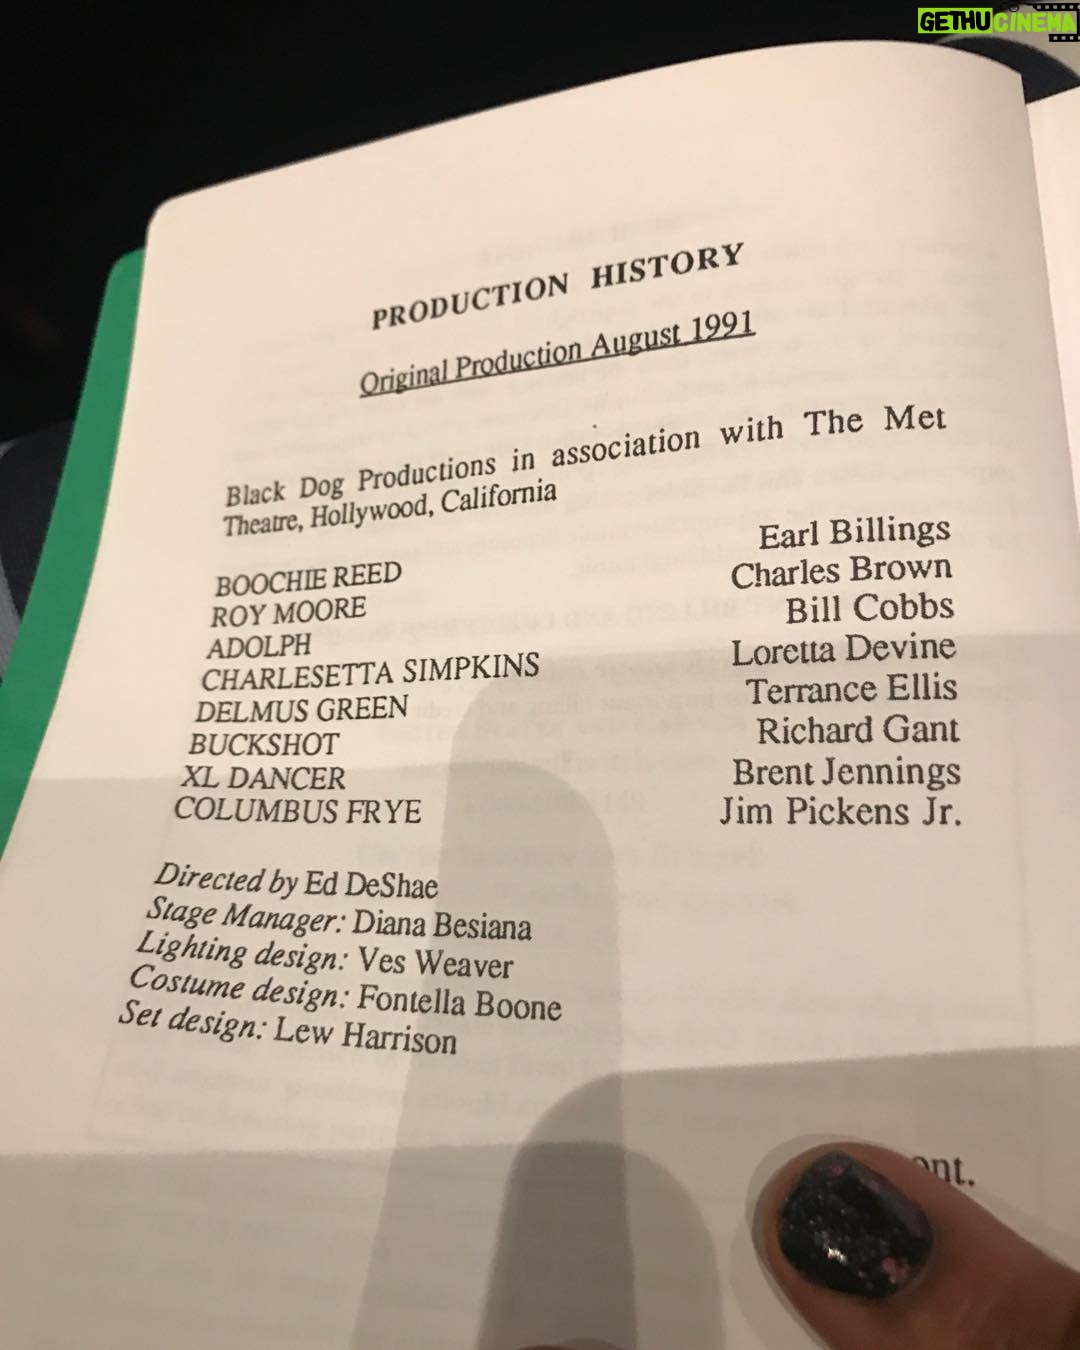 GETHUCINEMA
PRODUCTION HISTORY
Original Production August 1991
Black Dog Productions in association with The Met
Theatre, Hollywood, California
BOOCHIE REED Earl Billings
ROY MOORE Charles Brown
ADOLPH Bill Cobbs
CHARLESETTA SIMPKINS Loretta Devine
DELMUS GREEN Terrance Ellis
BUCKSHOT Richard Gant
XL DANCER Brent Jennings
COLUMBUS FRYE Jim Pickens Jr.
Directed by Ed DeShae
Stage Manager: Diana Besiana
Lighting design: Ves Weaver
Costume design: Fontella Boone
Set design: Lew Harrison